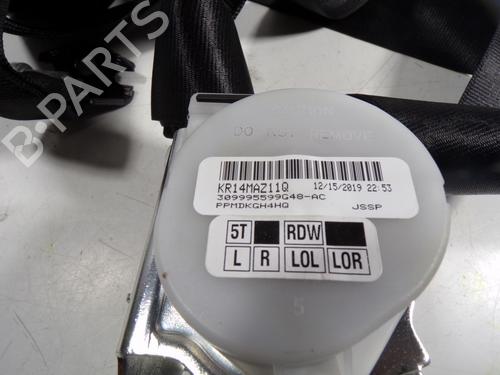 CAUTION
DO NOT REMOVE
KR14MAZ11Q 12/15/2019 22:53
309995599G48-AC
PPMDKGH4HQ JSSP
5T RDW
L R LOL LOR
5
B-PARTS